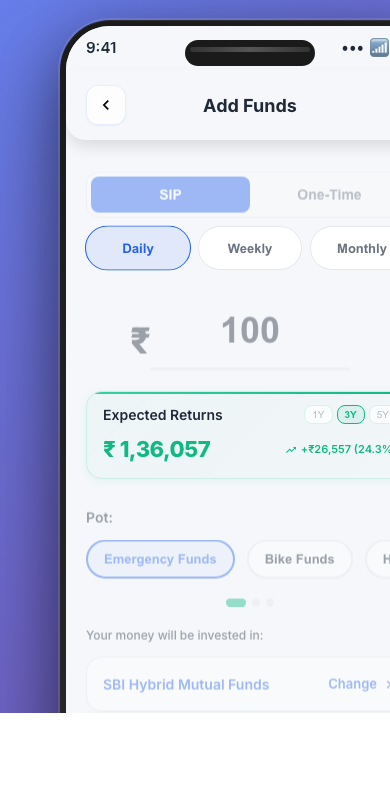 9:41
Add Funds
SIP One-Time
Daily Weekly Monthly
₹ 100
Expected Returns 1Y 3Y 5Y
₹ 1,36,057 +₹26,557 (24.3%
Pot:
Emergency Funds Bike Funds H
Your money will be invested in:
SBI Hybrid Mutual Funds Change